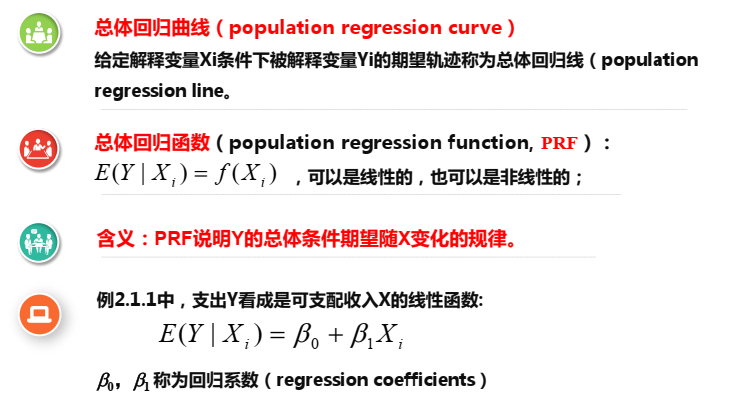 总体回归曲线（population regression curve）
给定解释变量Xi条件下被解释变量Yi的期望轨迹称为总体回归线（population
regression line。
总体回归函数（population regression function, PRF）：
E(Y | X_i) = f(X_i) ，可以是线性的，也可以是非线性的；
含义：PRF说明Y的总体条件期望随X变化的规律。
例2.1.1中，支出Y看成是可支配收入X的线性函数:
E(Y | X_i) = β_0 + β_1X_i
β_0，β_1 称为回归系数（regression coefficients）